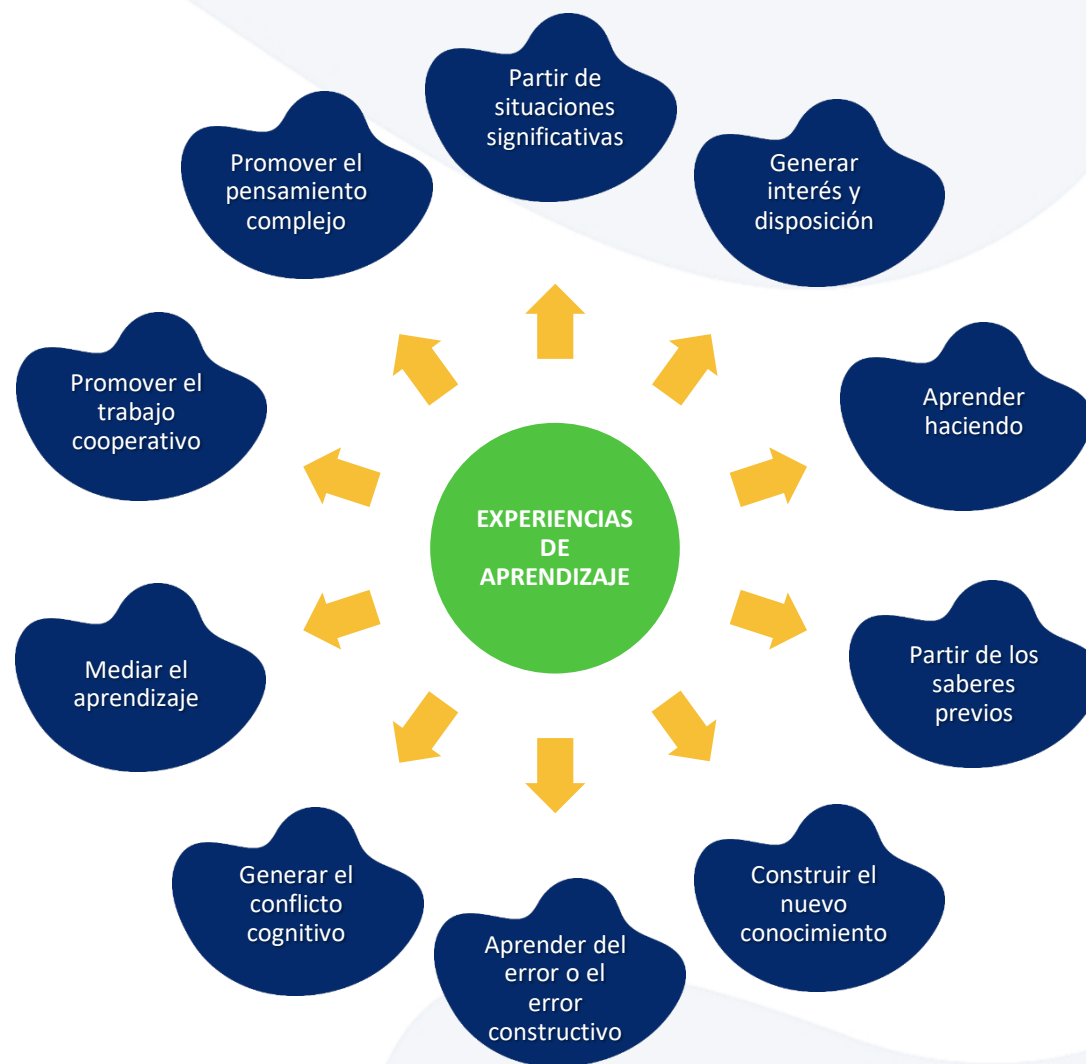 Partir de
situaciones
significativas
Generar
interés y
disposición
Aprender
haciendo
Partir de los
saberes
previos
Construir el
nuevo
conocimiento
Aprender del
error o el
error
constructivo
Generar el
conflicto
cognitivo
Mediar el
aprendizaje
Promover el
trabajo
cooperativo
Promover el
pensamiento
complejo
EXPERIENCIAS
DE
APRENDIZAJE